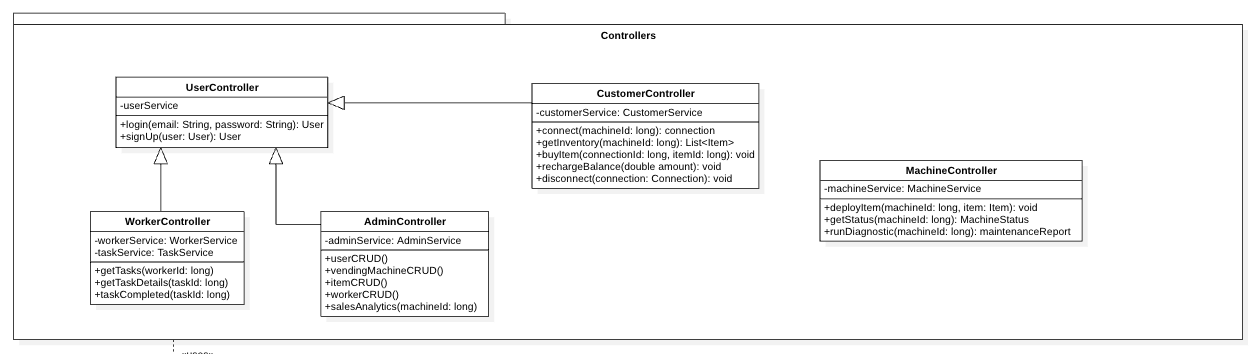 Controllers
UserController
-userService
+login(email: String, password: String): User
+signUp(user: User): User
CustomerController
-customerService: CustomerService
+connect(machineId: long): connection
+getInventory(machineId: long): List<Item>
+buyItem(connectionId: long, itemId: long): void
+rechargeBalance(double amount): void
+disconnect(connection: Connection): void
MachineController
-machineService: MachineService
+deployItem(machineId: long, item: Item): void
+getStatus(machineId: long): MachineStatus
+runDiagnostic(machineId: long): maintenanceReport
WorkerController
-workerService: WorkerService
-taskService: TaskService
+getTasks(workerId: long)
+getTaskDetails(taskId: long)
+taskCompleted(taskId: long)
AdminController
-adminService: AdminService
+userCRUD()
+vendingMachineCRUD()
+itemCRUD()
+workerCRUD()
+salesAnalytics(machineId: long)